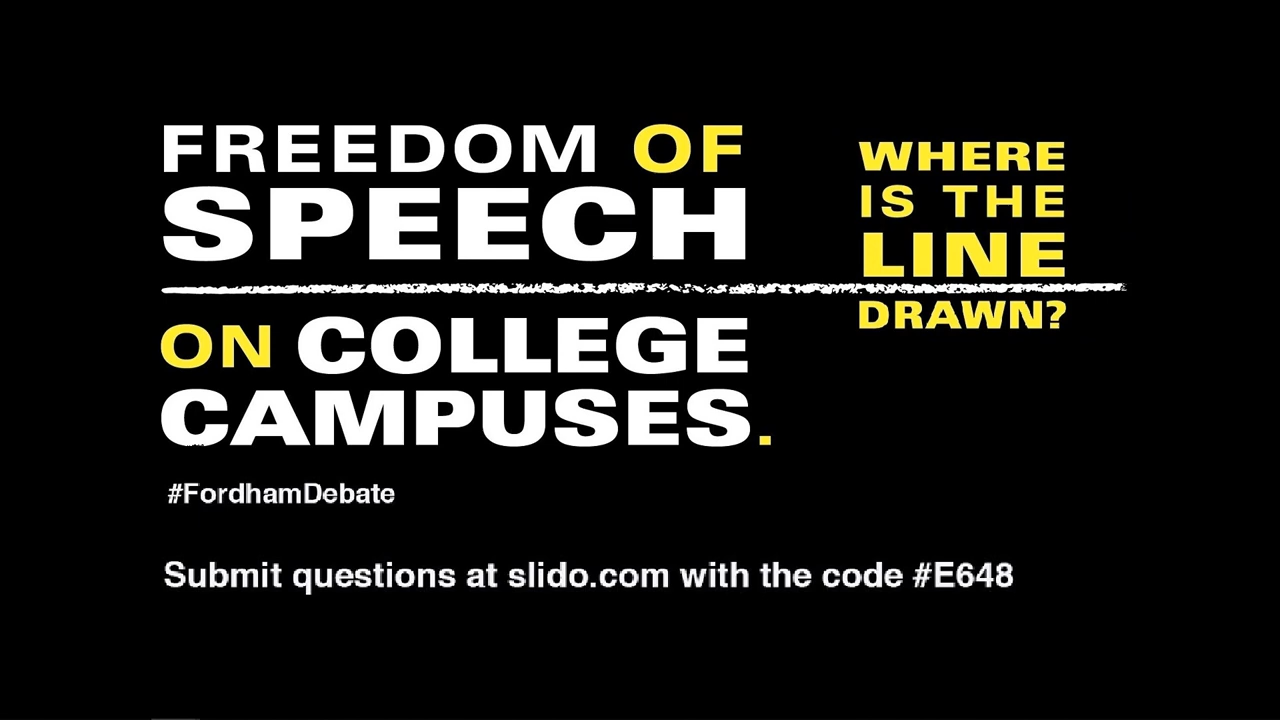 FREEDOM OF
SPEECH
ON COLLEGE
CAMPUSES.
WHERE
IS THE
LINE
DRAWN?
#FordhamDebate
Submit questions at slido.com with the code #E648